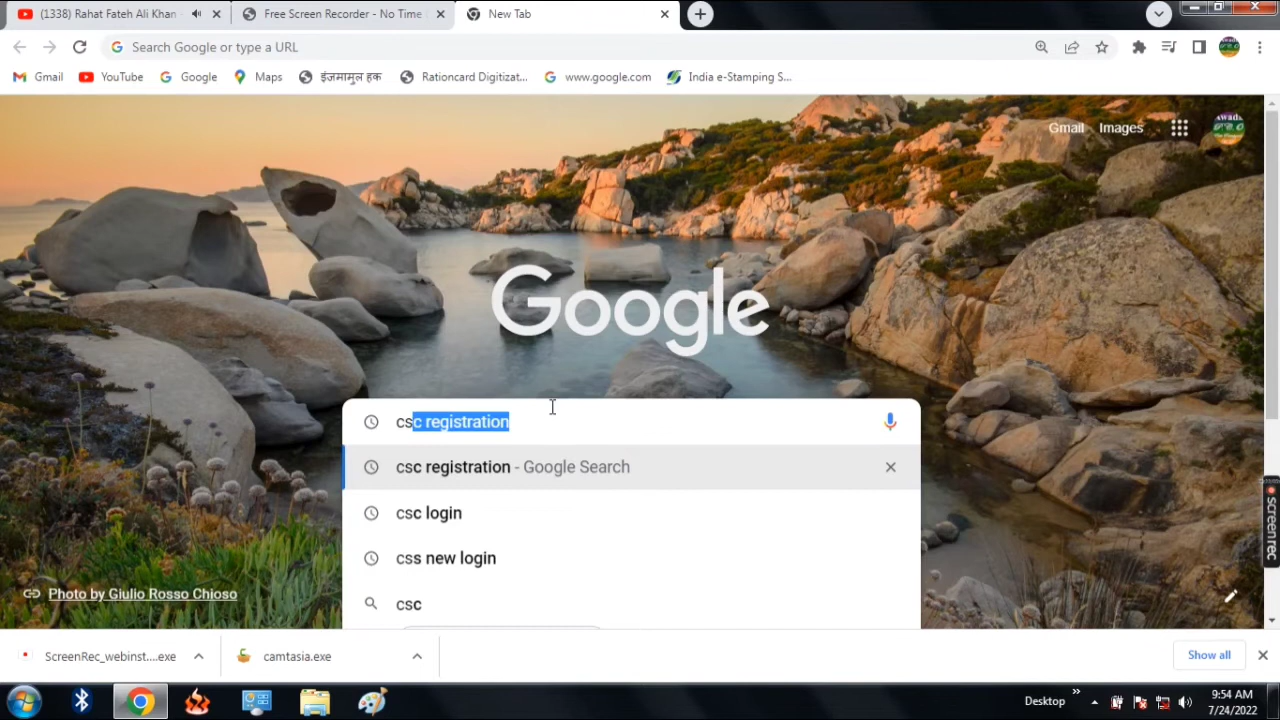 (1338) Rahat Fateh Ali Khan
Free Screen Recorder - No Time (
New Tab
Search Google or type a URL
Gmail
YouTube
Google
Maps
इंज़मामुल हक
Rationcard Digitizat...
www.google.com
India e-Stamping S...
Gmail
Images
Google
csc registration
csc registration - Google Search
csc login
css new login
csc
Photo by Giulio Rosso Chioso
screenrec
ScreenRec_webinst....exe
camtasia.exe
Show all
Desktop
9:54 AM
7/24/2022